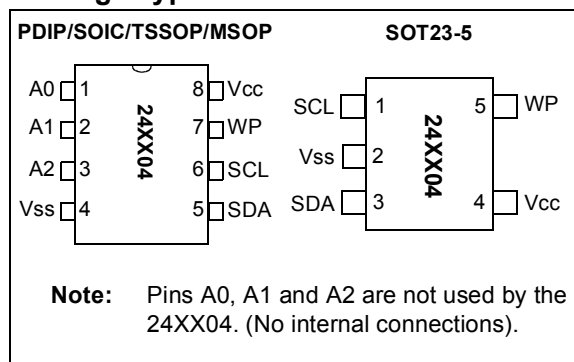 PDIP/SOIC/TSSOP/MSOP
A0 1 8 Vcc
A1 2 7 WP
A2 3 6 SCL
Vss 4 5 SDA
24XX04
SOT23-5
SCL 1 5 WP
Vss 2
SDA 3 4 Vcc
24XX04
Note: Pins A0, A1 and A2 are not used by the
24XX04. (No internal connections).